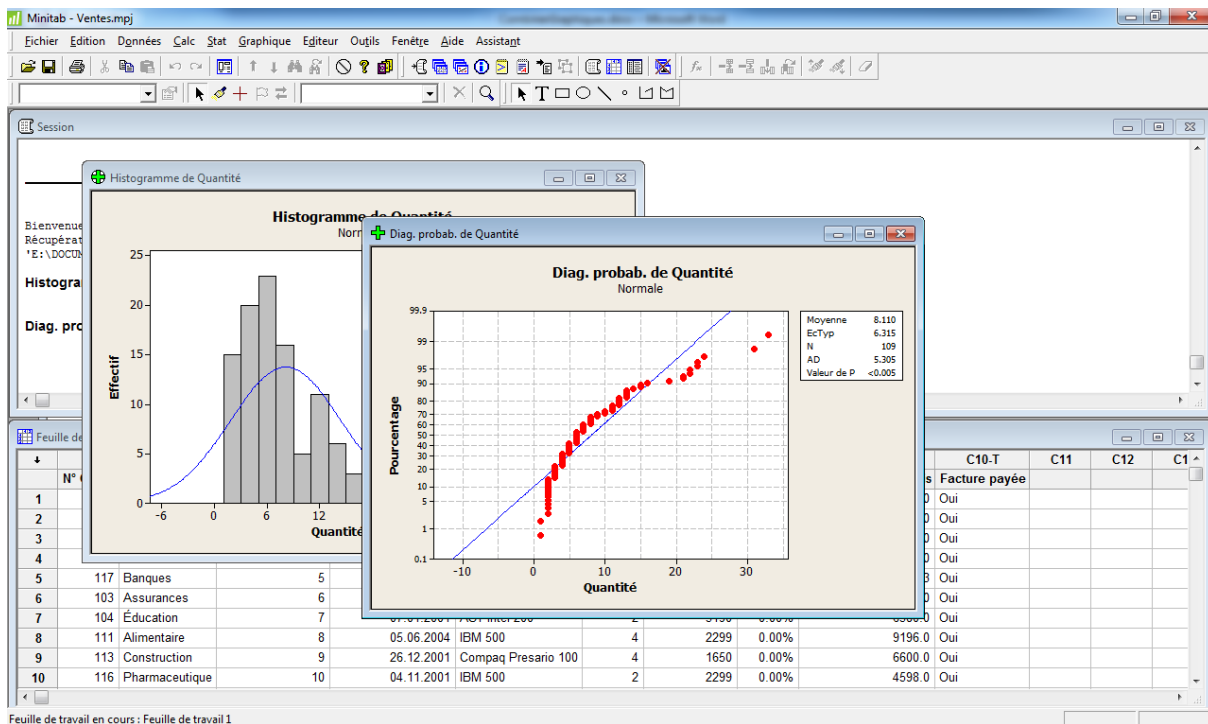 Minitab - Ventes.mpj
Fichier Edition Données Calc Stat Graphique Editeur Outils Fenêtre Aide Assistant
Session
Bienvenue
Récupérat
'E:\DOCUM
Histogra
Diag. pro
Histogramme de Quantité
Histogramme de Quantité
Norm
Effectif
25
20
15
10
5
0
-6 0 6 12
Quantité
Diag. probab. de Quantité
Diag. probab. de Quantité
Normale
Pourcentage
99.9
99
95
90
80
70
60
50
40
30
20
10
5
1
0.1
-10 0 10 20 30
Quantité
Moyenne 8.110
EcTyp 6.315
N 109
AD 5.305
Valeur de P <0.005
Feuille de
C10-T C11 C12 C1
N° s Facture payée
1 0 Oui
2 0 Oui
3 0 Oui
4 0 Oui
5 117 Banques 5 3 Oui
6 103 Assurances 6 0 Oui
7 104 Éducation 7 0 Oui
8 111 Alimentaire 8 05.06.2004 IBM 500 4 2299 0.00% 9196.0 Oui
9 113 Construction 9 26.12.2001 Compaq Presario 100 4 1650 0.00% 6600.0 Oui
10 116 Pharmaceutique 10 04.11.2001 IBM 500 2 2299 0.00% 4598.0 Oui
Feuille de travail en cours : Feuille de travail 1